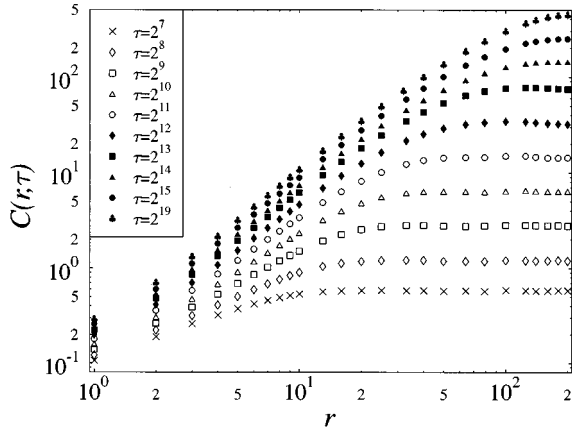 5
10^2
5
2
10^1
5
2
10^0
5
2
10^-1
C(r,τ)
× τ=2^7
◇ τ=2^8
□ τ=2^9
△ τ=2^10
○ τ=2^11
◆ τ=2^12
■ τ=2^13
▲ τ=2^14
● τ=2^15
♣ τ=2^19
10^0 2 5 10^1 2 5 10^2 2
r